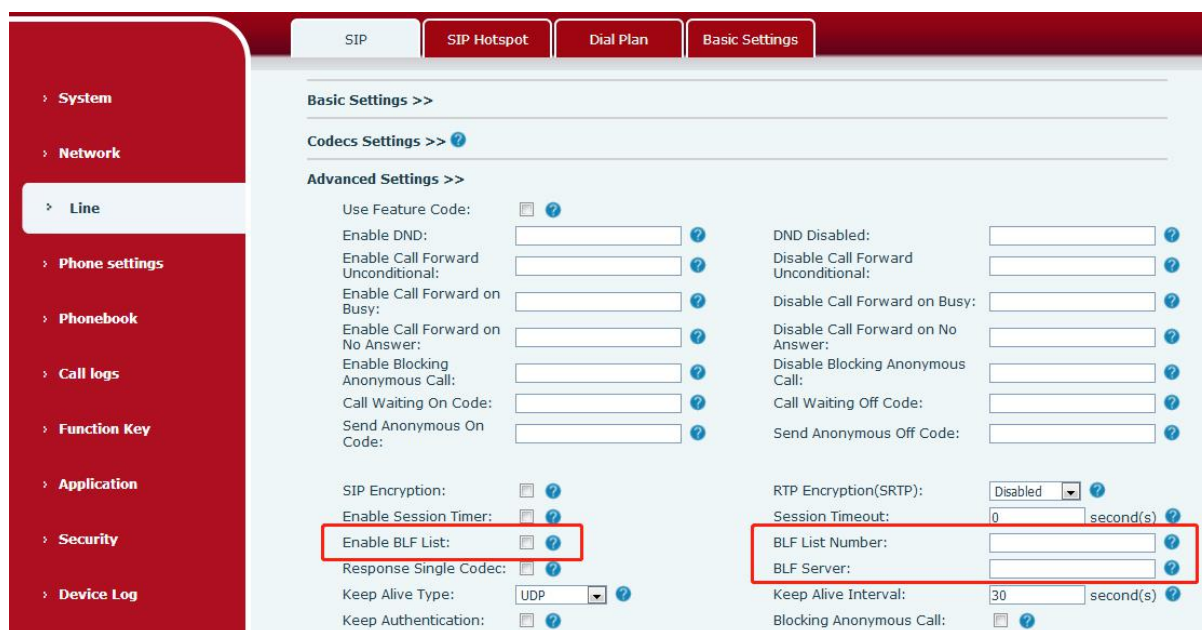 SIP SIP Hotspot Dial Plan Basic Settings
› System
› Network
› Line
› Phone settings
› Phonebook
› Call logs
› Function Key
› Application
› Security
› Device Log
Basic Settings >>
Codecs Settings >> ?
Advanced Settings >>
Use Feature Code: ?
Enable DND: ? DND Disabled: ?
Enable Call Forward
Unconditional: ? Disable Call Forward
Unconditional: ?
Enable Call Forward on
Busy: ? Disable Call Forward on Busy: ?
Enable Call Forward on
No Answer: ? Disable Call Forward on No
Answer: ?
Enable Blocking
Anonymous Call: ? Disable Blocking Anonymous
Call: ?
Call Waiting On Code: ? Call Waiting Off Code: ?
Send Anonymous On
Code: ? Send Anonymous Off Code: ?
SIP Encryption: ? RTP Encryption(SRTP): Disabled ?
Enable Session Timer: ? Session Timeout: 0 second(s) ?
Enable BLF List: ? BLF List Number: ?
Response Single Codec: ? BLF Server: ?
Keep Alive Type: UDP ? Keep Alive Interval: 30 second(s) ?
Keep Authentication: ? Blocking Anonymous Call: ?